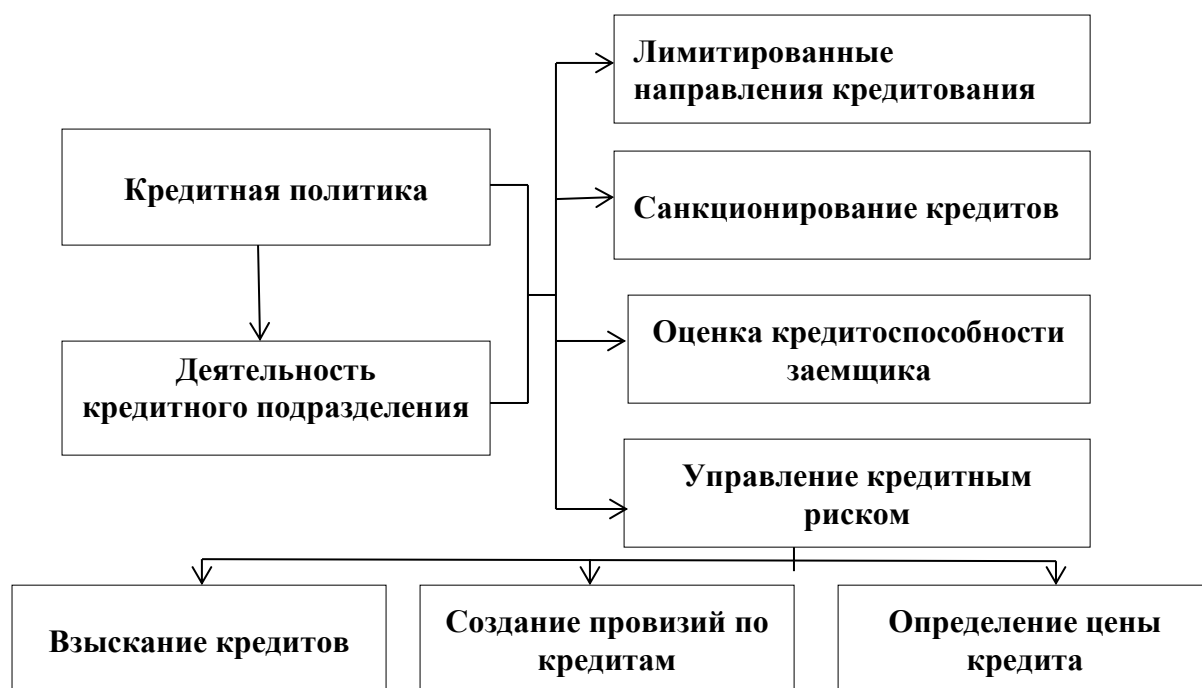 Лимитированные
направления кредитования
Кредитная политика
Санкционирование кредитов
Деятельность
кредитного подразделения
Оценка кредитоспособности
заемщика
Управление кредитным
риском
Взыскание кредитов
Создание провизий по
кредитам
Определение цены
кредита